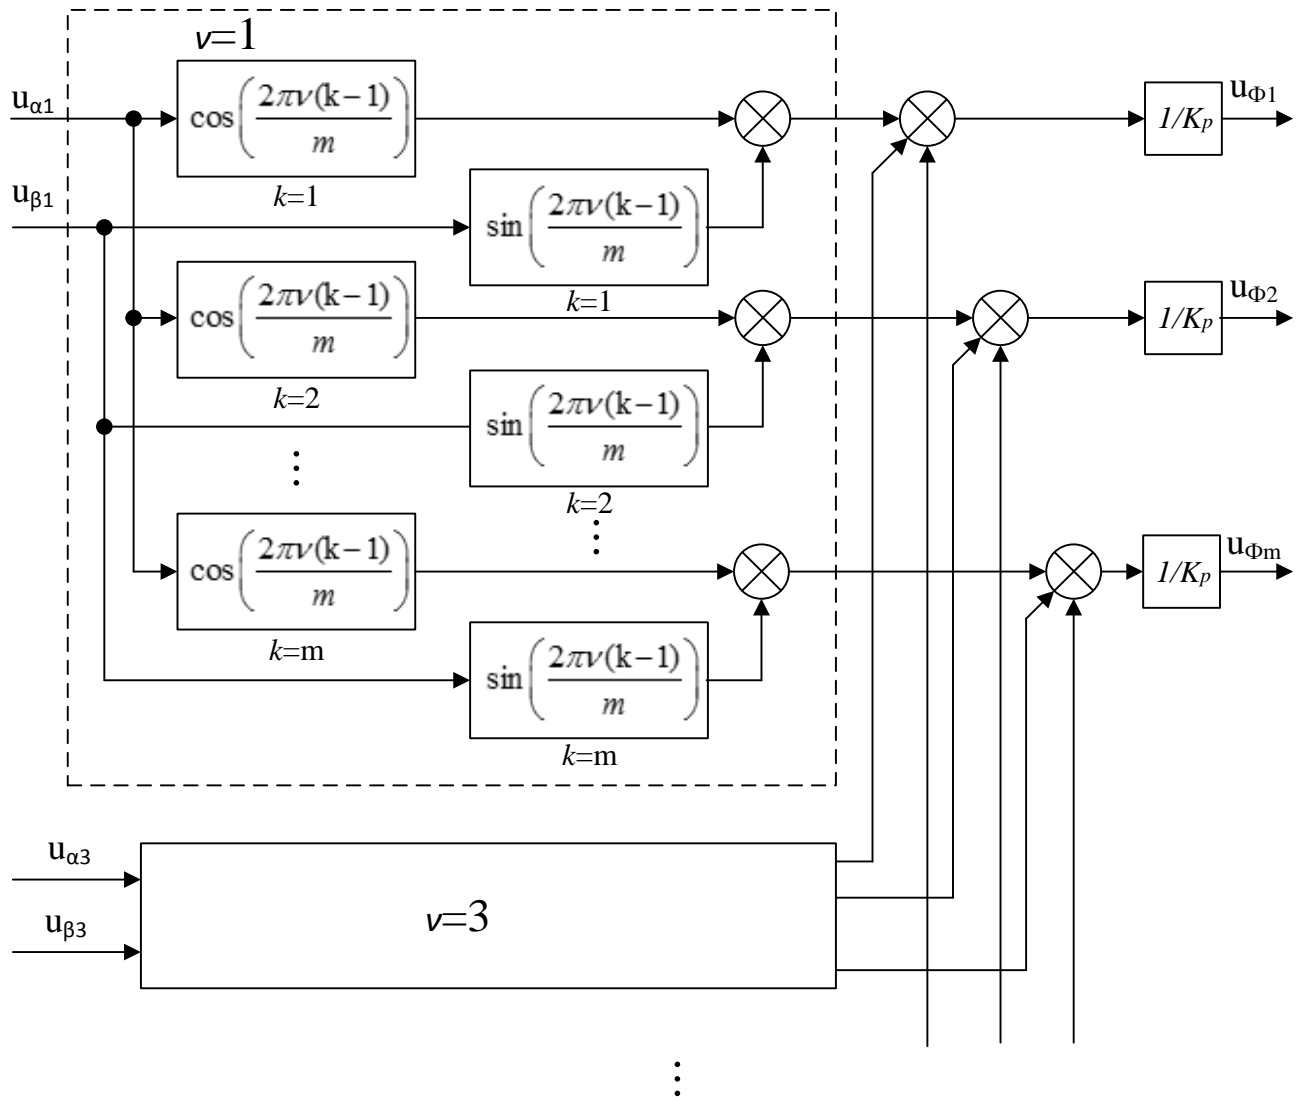 ν=1
u_α1
cos(2πν(k−1)/m)
k=1
1/K_p
u_Φ1
u_β1
sin(2πν(k−1)/m)
k=1
cos(2πν(k−1)/m)
k=2
1/K_p
u_Φ2
sin(2πν(k−1)/m)
k=2
⋮
⋮
cos(2πν(k−1)/m)
k=m
1/K_p
u_Φm
sin(2πν(k−1)/m)
k=m
u_α3
u_β3
ν=3
⋮